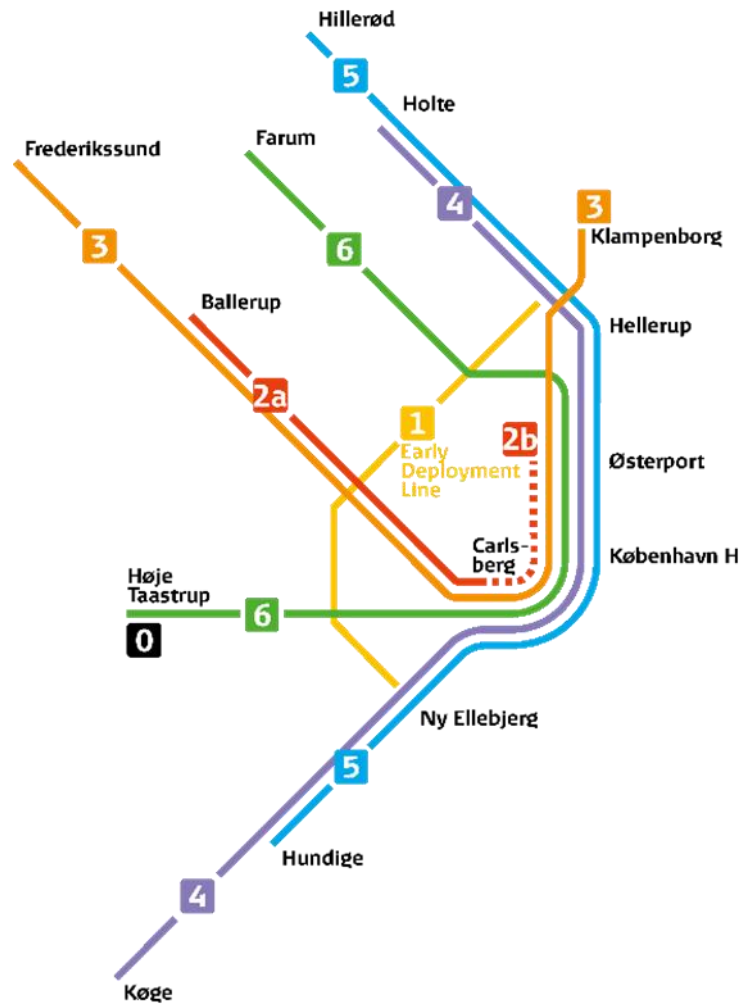 Hillerød
5
Holte
Farum
Frederikssund
4
3
Klampenborg
3
6
Ballerup
Hellerup
2a
1
2b
Early
Deployment
Line
Østerport
Carls-
berg
København H
Høje
Taastrup
6
0
Ny Ellebjerg
5
Hundige
4
Køge